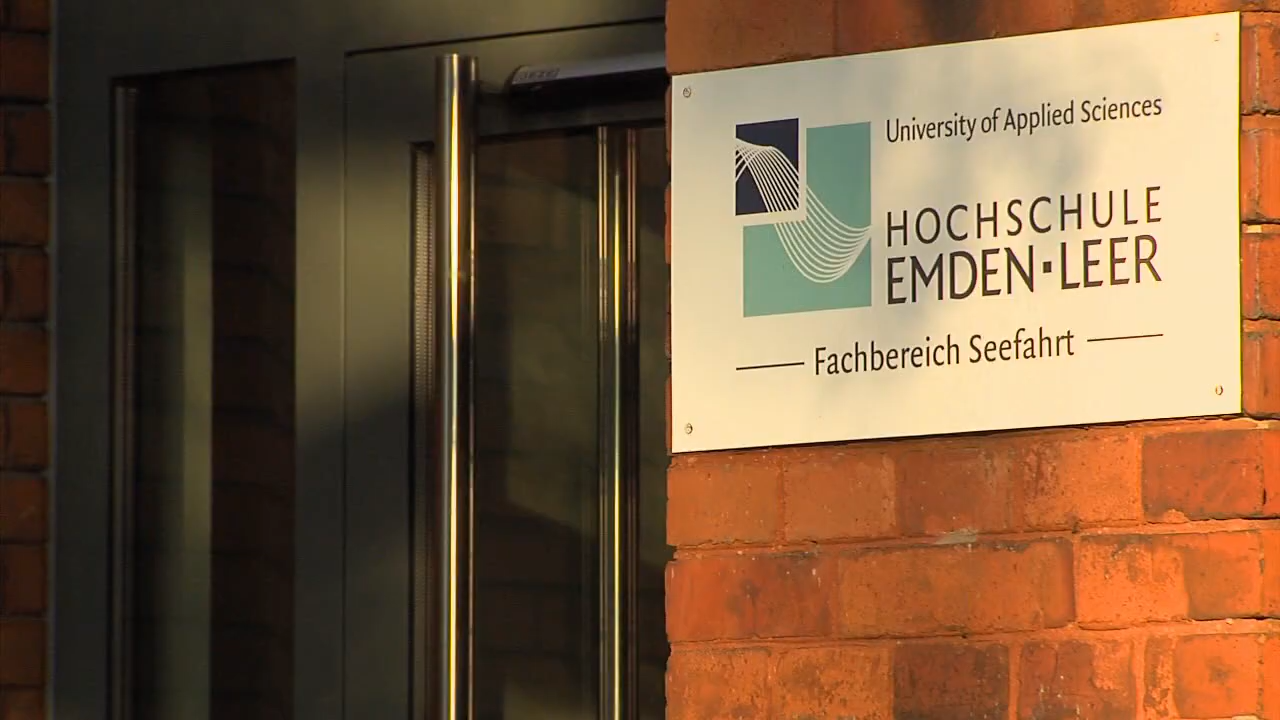 University of Applied Sciences
HOCHSCHULE
EMDEN▪LEER
Fachbereich Seefahrt